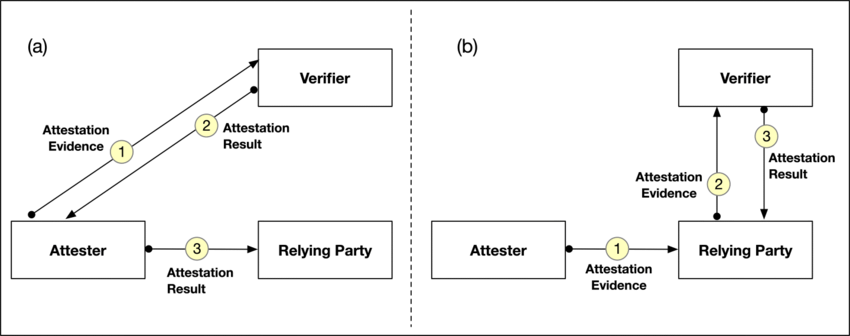 (a)
Verifier
Attestation
Evidence
1
2
Attestation
Result
Attester
3
Relying Party
Attestation
Result
(b)
Verifier
3
Attestation
Result
Attestation
Evidence
2
Attester
1
Relying Party
Attestation
Evidence